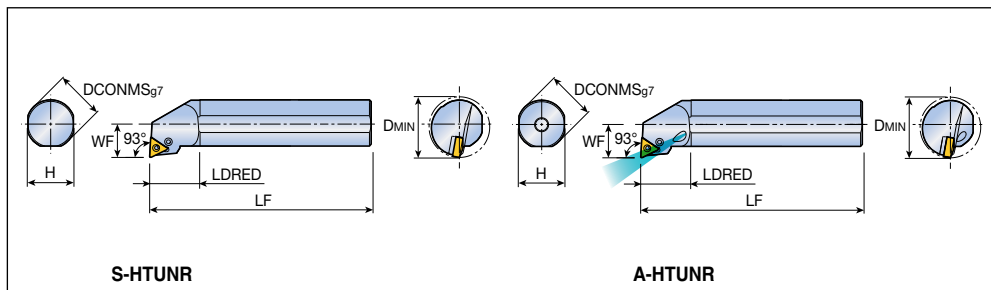 DCONMSg7
WF
93°
H
LDRED
LF
DMIN
S-HTUNR
DCONMSg7
WF
93°
H
LDRED
LF
DMIN
A-HTUNR